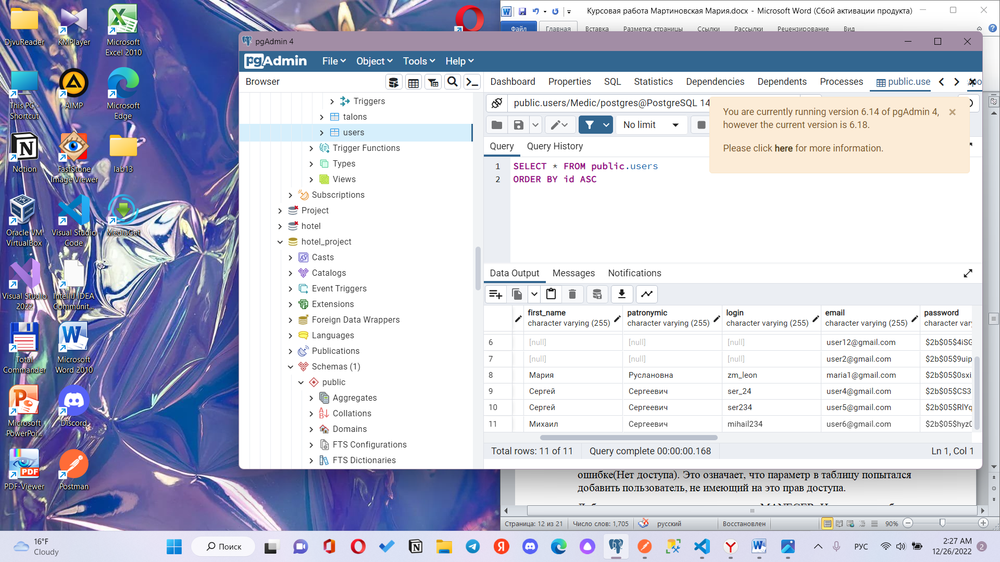 DjvuReader
KMPlayer
Microsoft
Excel 2010
This PC -
Shortcut
AIMP
Microsoft
Edge
Notion
FastStone
Image Viewer
lab13
Oracle VM
VirtualBox
Visual Studio
Code
MediaGet
Visual Studio
2022
IntelliJ IDEA
Communit...
Total
Commander
Microsoft
Word 2010
Microsoft
PowerPoi...
Discord
PDF-Viewer
Postman
Курсовая работа Мартиновская Мария.docx - Microsoft Word (Сбой активации продукта)
Файл Главная Вставка Разметка страницы Ссылки Рассылки Рецензирование Вид
pgAdmin 4
pgAdmin File Object Tools Help
Browser
Triggers
talons
users
Trigger Functions
Types
Views
Subscriptions
Project
hotel
hotel_project
Casts
Catalogs
Event Triggers
Extensions
Foreign Data Wrappers
Languages
Publications
Schemas (1)
public
Aggregates
Collations
Domains
FTS Configurations
FTS Dictionaries
Dashboard Properties SQL Statistics Dependencies Dependents Processes public.use
public.users/Medic/postgres@PostgreSQL 14
No limit
You are currently running version 6.14 of pgAdmin 4,
however the current version is 6.18.
Please click here for more information.
Query Query History
1 SELECT * FROM public.users
2 ORDER BY id ASC
Data Output Messages Notifications
first_name patronymic login email password
character varying (255) character varying (255) character varying (255) character varying (255) character vary
6 [null] [null] [null] user12@gmail.com $2b$05$4iSG
7 [null] [null] [null] user2@gmail.com $2b$05$9uip
8 Мария Руслановна zm_leon maria1@gmail.com $2b$05$0sxi
9 Сергей Сергеевич ser_24 user4@gmail.com $2b$05$CS3
10 Сергей Сергеевич ser234 user5@gmail.com $2b$05$RlYq
11 Михаил Сергеевич mihail234 user6@gmail.com $2b$05$hyz0
Total rows: 11 of 11 Query complete 00:00:00.168 Ln 1, Col 1
ошибке(Нет доступа). Это означает, что параметр в таблицу попытался
добавить пользователь, не имеющий на это прав доступа.
Страница: 12 из 21 Число слов: 1,705 русский Восстановлен 90%
16°F
Cloudy
Поиск
РУС
2:27 AM
12/26/2022
2